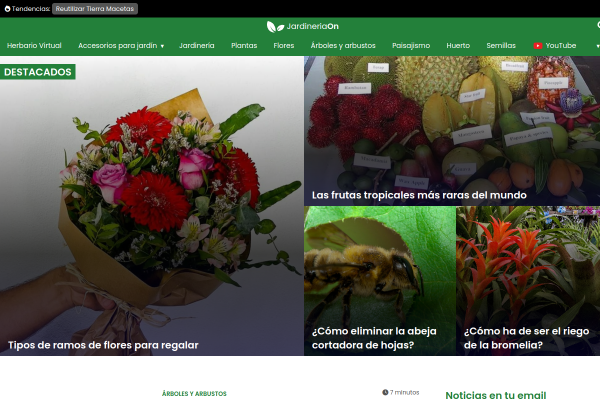 Tendencias: Reutilizar Tierra Macetas
JardineriaOn
Herbario Virtual Accesorios para jardín ▾ Jardinería Plantas Flores Árboles y arbustos Paisajismo Huerto Semillas YouTube ▾
DESTACADOS
Las frutas tropicales más raras del mundo
Tipos de ramos de flores para regalar
¿Cómo eliminar la abeja
cortadora de hojas?
¿Cómo ha de ser el riego
de la bromelia?
ÁRBOLES Y ARBUSTOS
7 minutos
Noticias en tu email